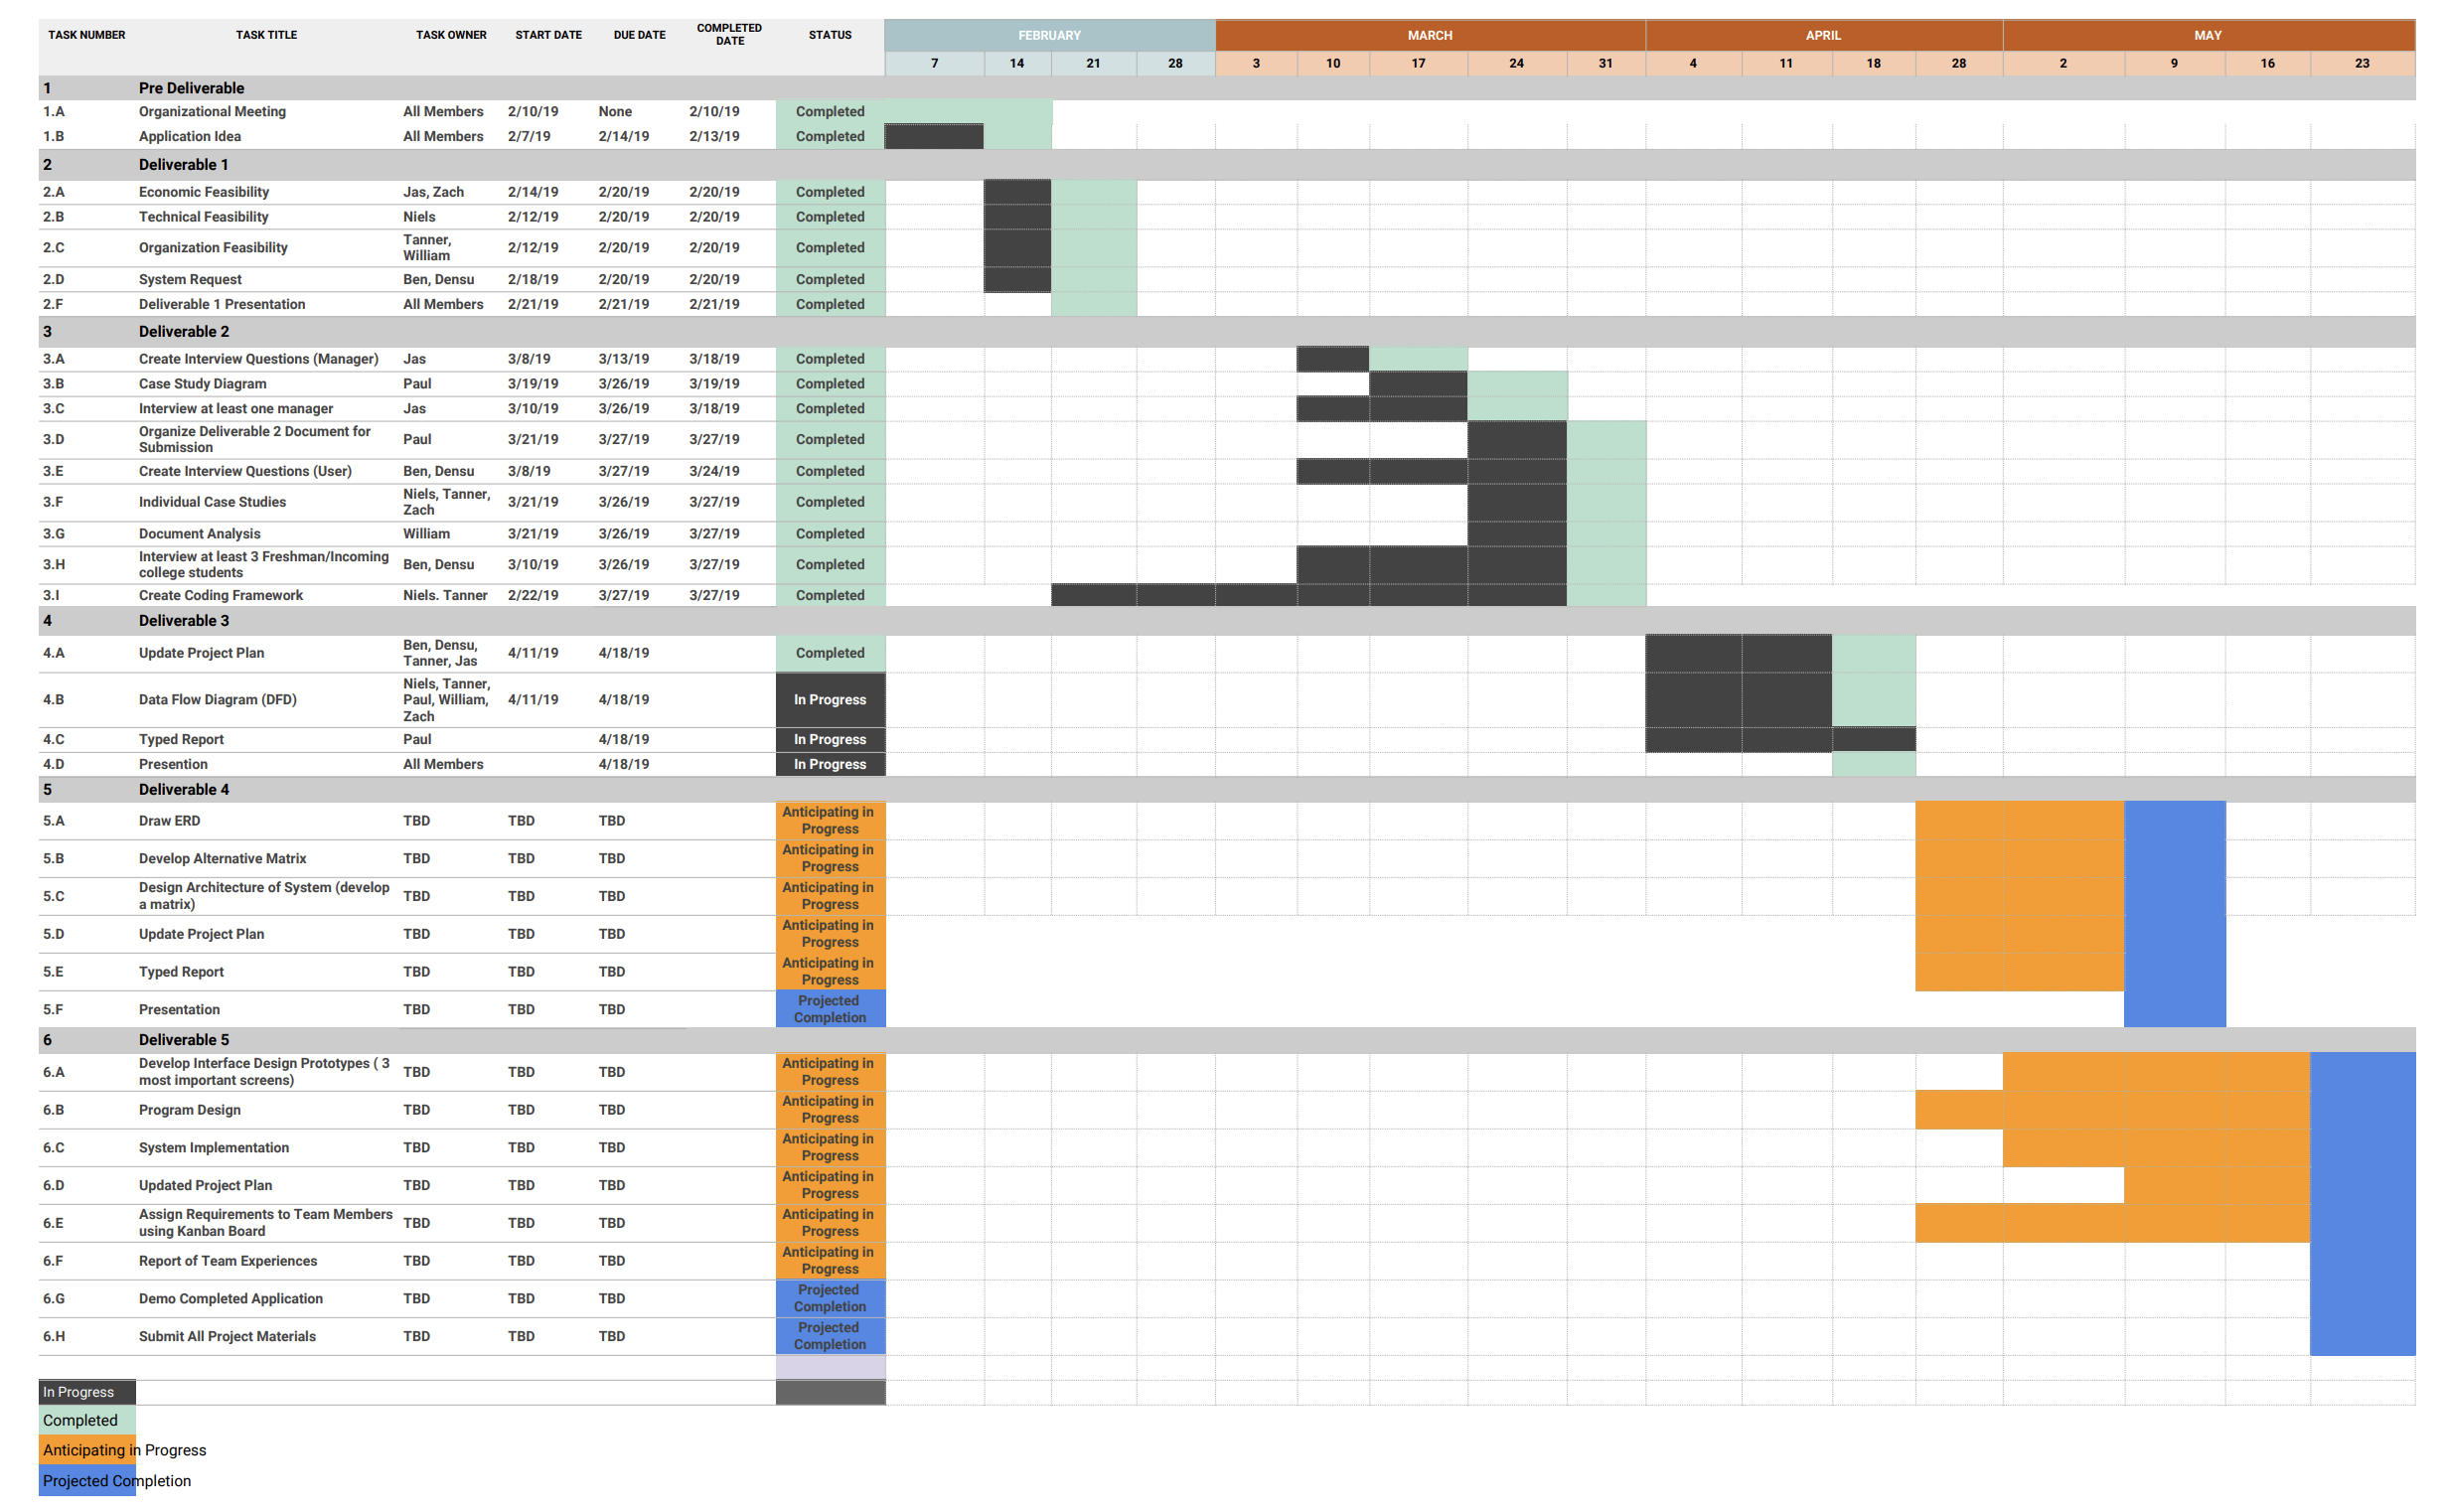 TASK NUMBER TASK TITLE TASK OWNER START DATE DUE DATE COMPLETED DATE STATUS FEBRUARY MARCH APRIL MAY
7 14 21 28 3 10 17 24 31 4 11 18 28 2 9 16 23
1 Pre Deliverable
1.A Organizational Meeting All Members 2/10/19 None 2/10/19 Completed
1.B Application Idea All Members 2/7/19 2/14/19 2/13/19 Completed
2 Deliverable 1
2.A Economic Feasibility Jas, Zach 2/14/19 2/20/19 2/20/19 Completed
2.B Technical Feasibility Niels 2/12/19 2/20/19 2/20/19 Completed
2.C Organization Feasibility Tanner, William 2/12/19 2/20/19 2/20/19 Completed
2.D System Request Ben, Densu 2/18/19 2/20/19 2/20/19 Completed
2.F Deliverable 1 Presentation All Members 2/21/19 2/21/19 2/21/19 Completed
3 Deliverable 2
3.A Create Interview Questions (Manager) Jas 3/8/19 3/13/19 3/18/19 Completed
3.B Case Study Diagram Paul 3/19/19 3/26/19 3/19/19 Completed
3.C Interview at least one manager Jas 3/10/19 3/26/19 3/18/19 Completed
3.D Organize Deliverable 2 Document for Submission Paul 3/21/19 3/27/19 3/27/19 Completed
3.E Create Interview Questions (User) Ben, Densu 3/8/19 3/27/19 3/24/19 Completed
3.F Individual Case Studies Niels, Tanner, Zach 3/21/19 3/26/19 3/27/19 Completed
3.G Document Analysis William 3/21/19 3/26/19 3/27/19 Completed
3.H Interview at least 3 Freshman/Incoming college students Ben, Densu 3/10/19 3/26/19 3/27/19 Completed
3.I Create Coding Framework Niels. Tanner 2/22/19 3/27/19 3/27/19 Completed
4 Deliverable 3
4.A Update Project Plan Ben, Densu, Tanner, Jas 4/11/19 4/18/19 Completed
4.B Data Flow Diagram (DFD) Niels, Tanner, Paul, William, Zach 4/11/19 4/18/19 In Progress
4.C Typed Report Paul 4/18/19 In Progress
4.D Presention All Members 4/18/19 In Progress
5 Deliverable 4
5.A Draw ERD TBD TBD TBD Anticipating in Progress
5.B Develop Alternative Matrix TBD TBD TBD Anticipating in Progress
5.C Design Architecture of System (develop a matrix) TBD TBD TBD Anticipating in Progress
5.D Update Project Plan TBD TBD TBD Anticipating in Progress
5.E Typed Report TBD TBD TBD Anticipating in Progress
5.F Presentation TBD TBD TBD Projected Completion
6 Deliverable 5
6.A Develop Interface Design Prototypes ( 3 most important screens) TBD TBD TBD Anticipating in Progress
6.B Program Design TBD TBD TBD Anticipating in Progress
6.C System Implementation TBD TBD TBD Anticipating in Progress
6.D Updated Project Plan TBD TBD TBD Anticipating in Progress
6.E Assign Requirements to Team Members using Kanban Board TBD TBD TBD Anticipating in Progress
6.F Report of Team Experiences TBD TBD TBD Anticipating in Progress
6.G Demo Completed Application TBD TBD TBD Projected Completion
6.H Submit All Project Materials TBD TBD TBD Projected Completion
In Progress
Completed
Anticipating in Progress
Projected Completion